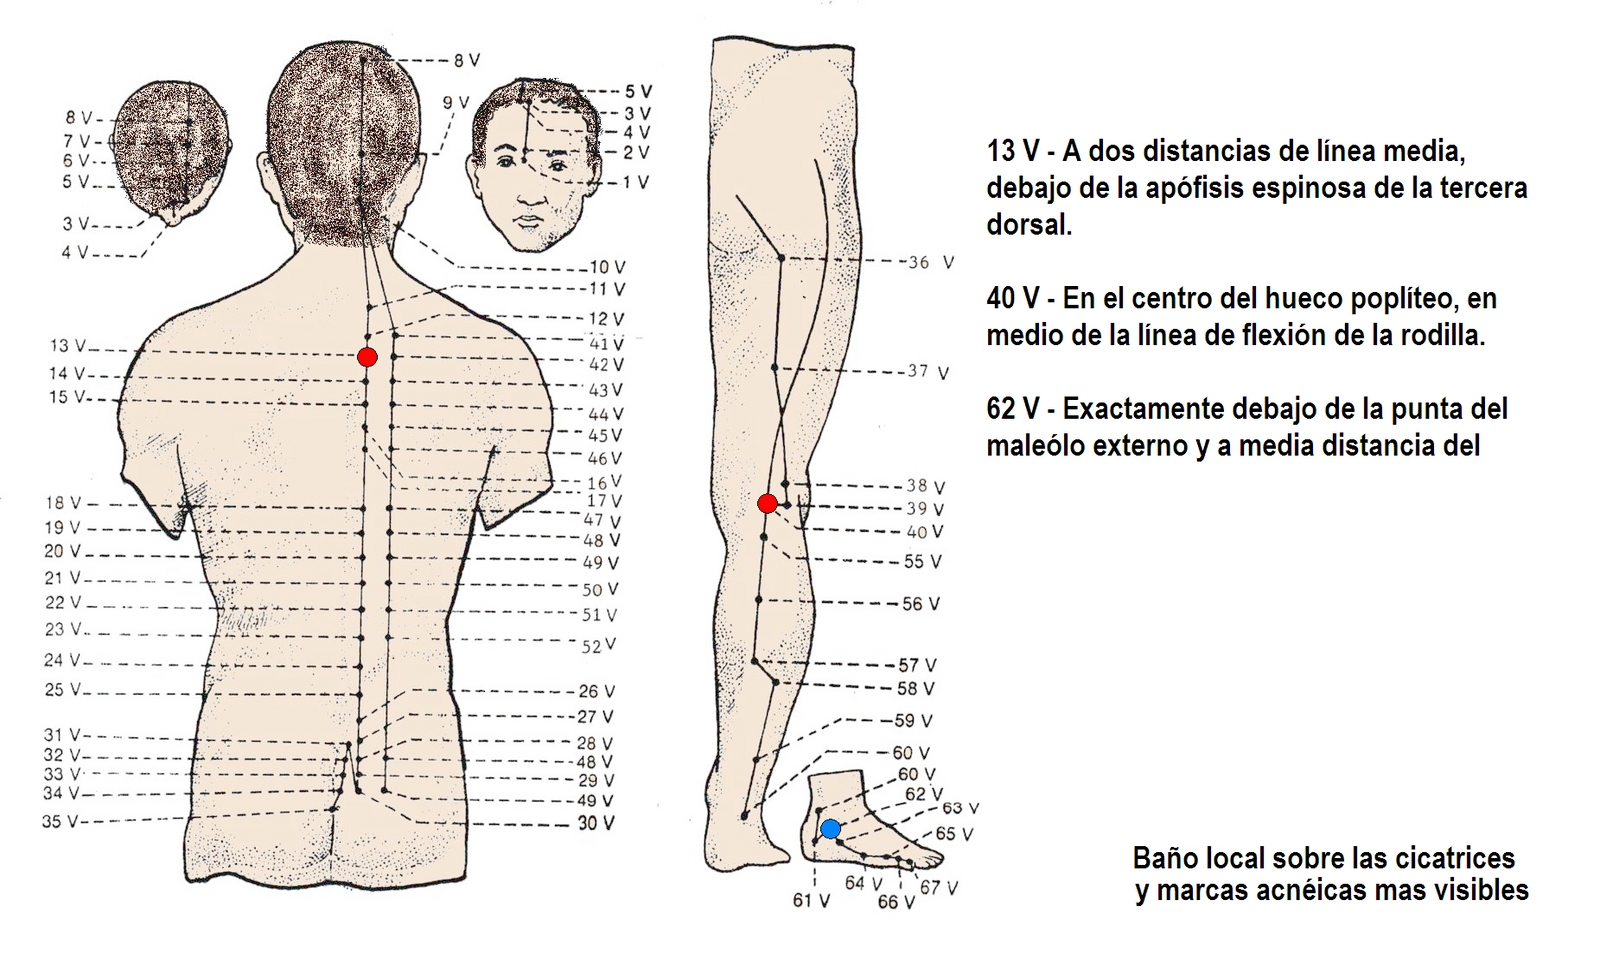 8 V
7 V
6 V
5 V
3 V
4 V
8 V
9 V
5 V
3 V
4 V
2 V
1 V
10 V
11 V
12 V
41 V
42 V
43 V
44 V
45 V
46 V
16 V
17 V
47 V
48 V
49 V
50 V
51 V
52 V
26 V
27 V
28 V
48 V
29 V
49 V
30 V
13 V
14 V
15 V
18 V
19 V
20 V
21 V
22 V
23 V
24 V
25 V
31 V
32 V
33 V
34 V
35 V
36 V
37 V
38 V
39 V
40 V
55 V
56 V
57 V
58 V
59 V
60 V
60 V
62 V
63 V
65 V
64 V
67 V
61 V
66 V
13 V - A dos distancias de línea media,
debajo de la apófisis espinosa de la tercera
dorsal.
40 V - En el centro del hueco poplíteo, en
medio de la línea de flexión de la rodilla.
62 V - Exactamente debajo de la punta del
maleólo externo y a media distancia del
Baño local sobre las cicatrices
y marcas acnéicas mas visibles